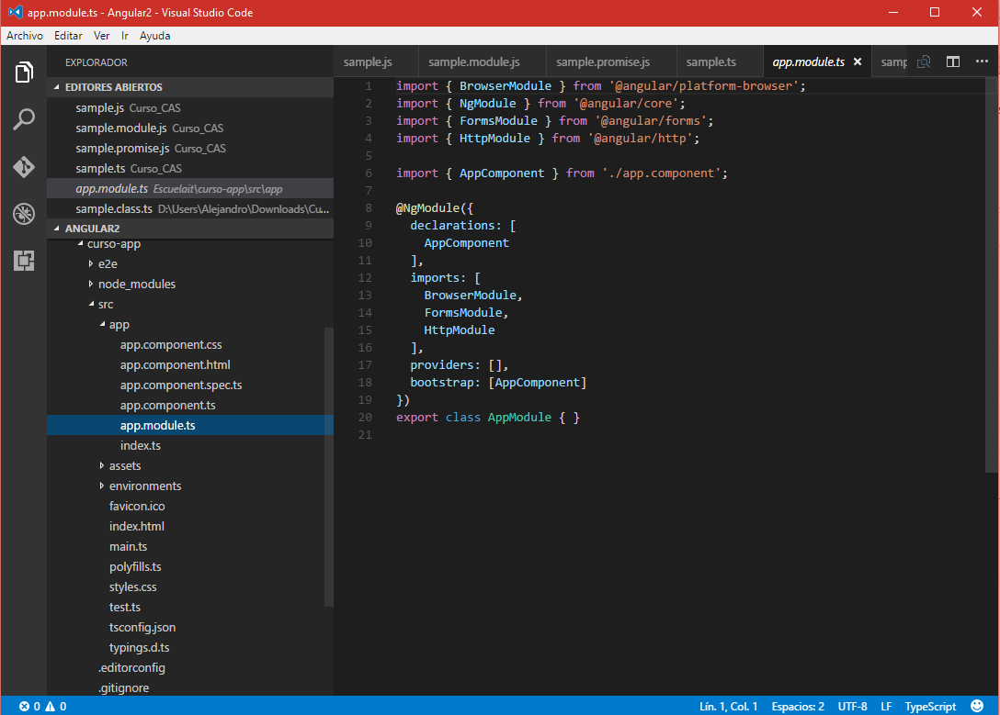 app.module.ts - Angular2 - Visual Studio Code
Archivo Editar Ver Ir Ayuda
EXPLORADOR
EDITORES ABIERTOS
sample.js Curso_CAS
sample.module.js Curso_CAS
sample.promise.js Curso_CAS
sample.ts Curso_CAS
app.module.ts Escuelait\curso-app\src\app
sample.class.ts D:\Users\Alejandro\Downloads\Cu...
ANGULAR2
curso-app
e2e
node_modules
src
app
app.component.css
app.component.html
app.component.spec.ts
app.component.ts
app.module.ts
index.ts
assets
environments
favicon.ico
index.html
main.ts
polyfills.ts
styles.css
test.ts
tsconfig.json
typings.d.ts
.editorconfig
.gitignore
sample.js sample.module.js sample.promise.js sample.ts app.module.ts samp
1 import { BrowserModule } from '@angular/platform-browser';
2 import { NgModule } from '@angular/core';
3 import { FormsModule } from '@angular/forms';
4 import { HttpModule } from '@angular/http';
5
6 import { AppComponent } from './app.component';
7
8 @NgModule({
9 declarations: [
10 AppComponent
11 ],
12 imports: [
13 BrowserModule,
14 FormsModule,
15 HttpModule
16 ],
17 providers: [],
18 bootstrap: [AppComponent]
19 })
20 export class AppModule { }
21
0 0 Lín. 1, Col. 1 Espacios: 2 UTF-8 LF TypeScript